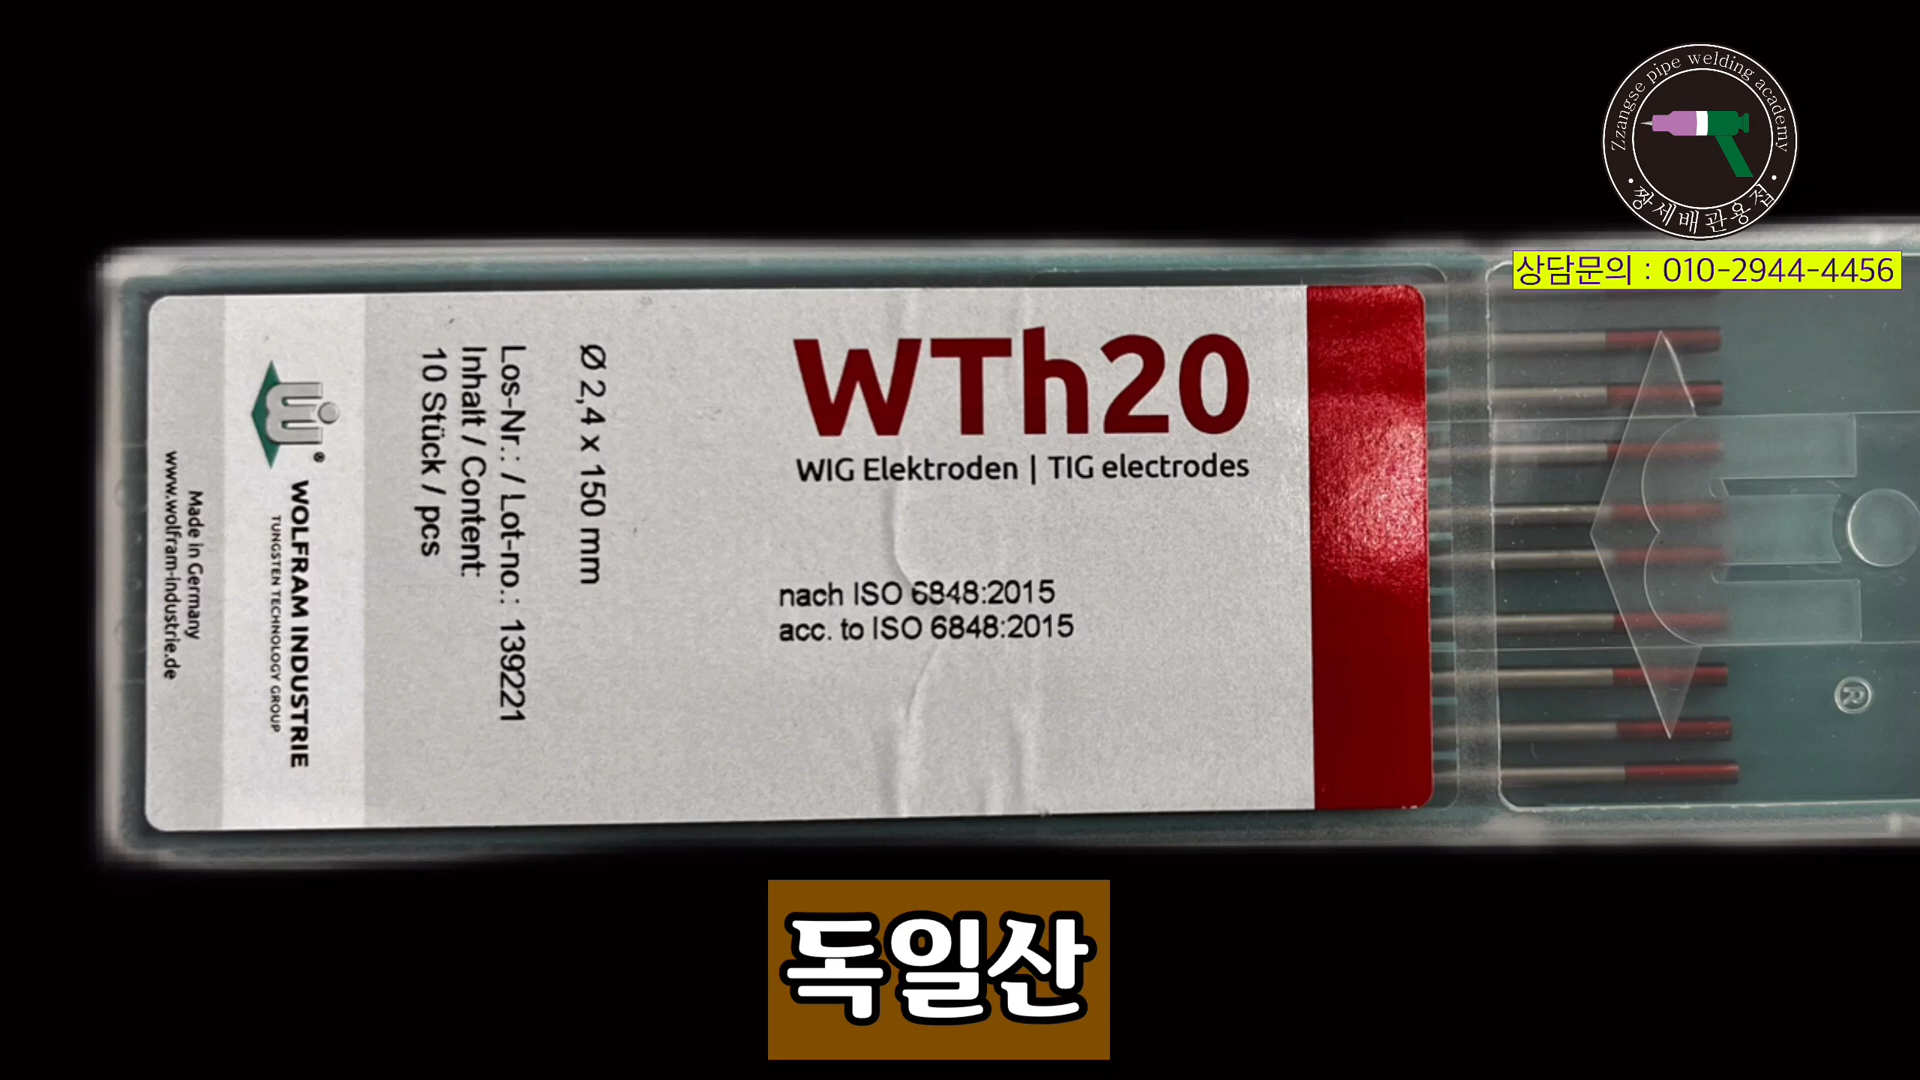 Zzangse pipe welding academy
짱세배관용접
상담문의 : 010-2944-4456
WTh20
WIG Elektroden | TIG electrodes
nach ISO 6848:2015
acc. to ISO 6848:2015
Ø 2,4 x 150 mm
Los-Nr.: / Lot-no.: 139221
Inhalt / Content:
10 Stück / pcs
WOLFRAM INDUSTRIE
TUNGSTEN TECHNOLOGY GROUP
Made in Germany
www.wolfram-industrie.de
®
®
독일산